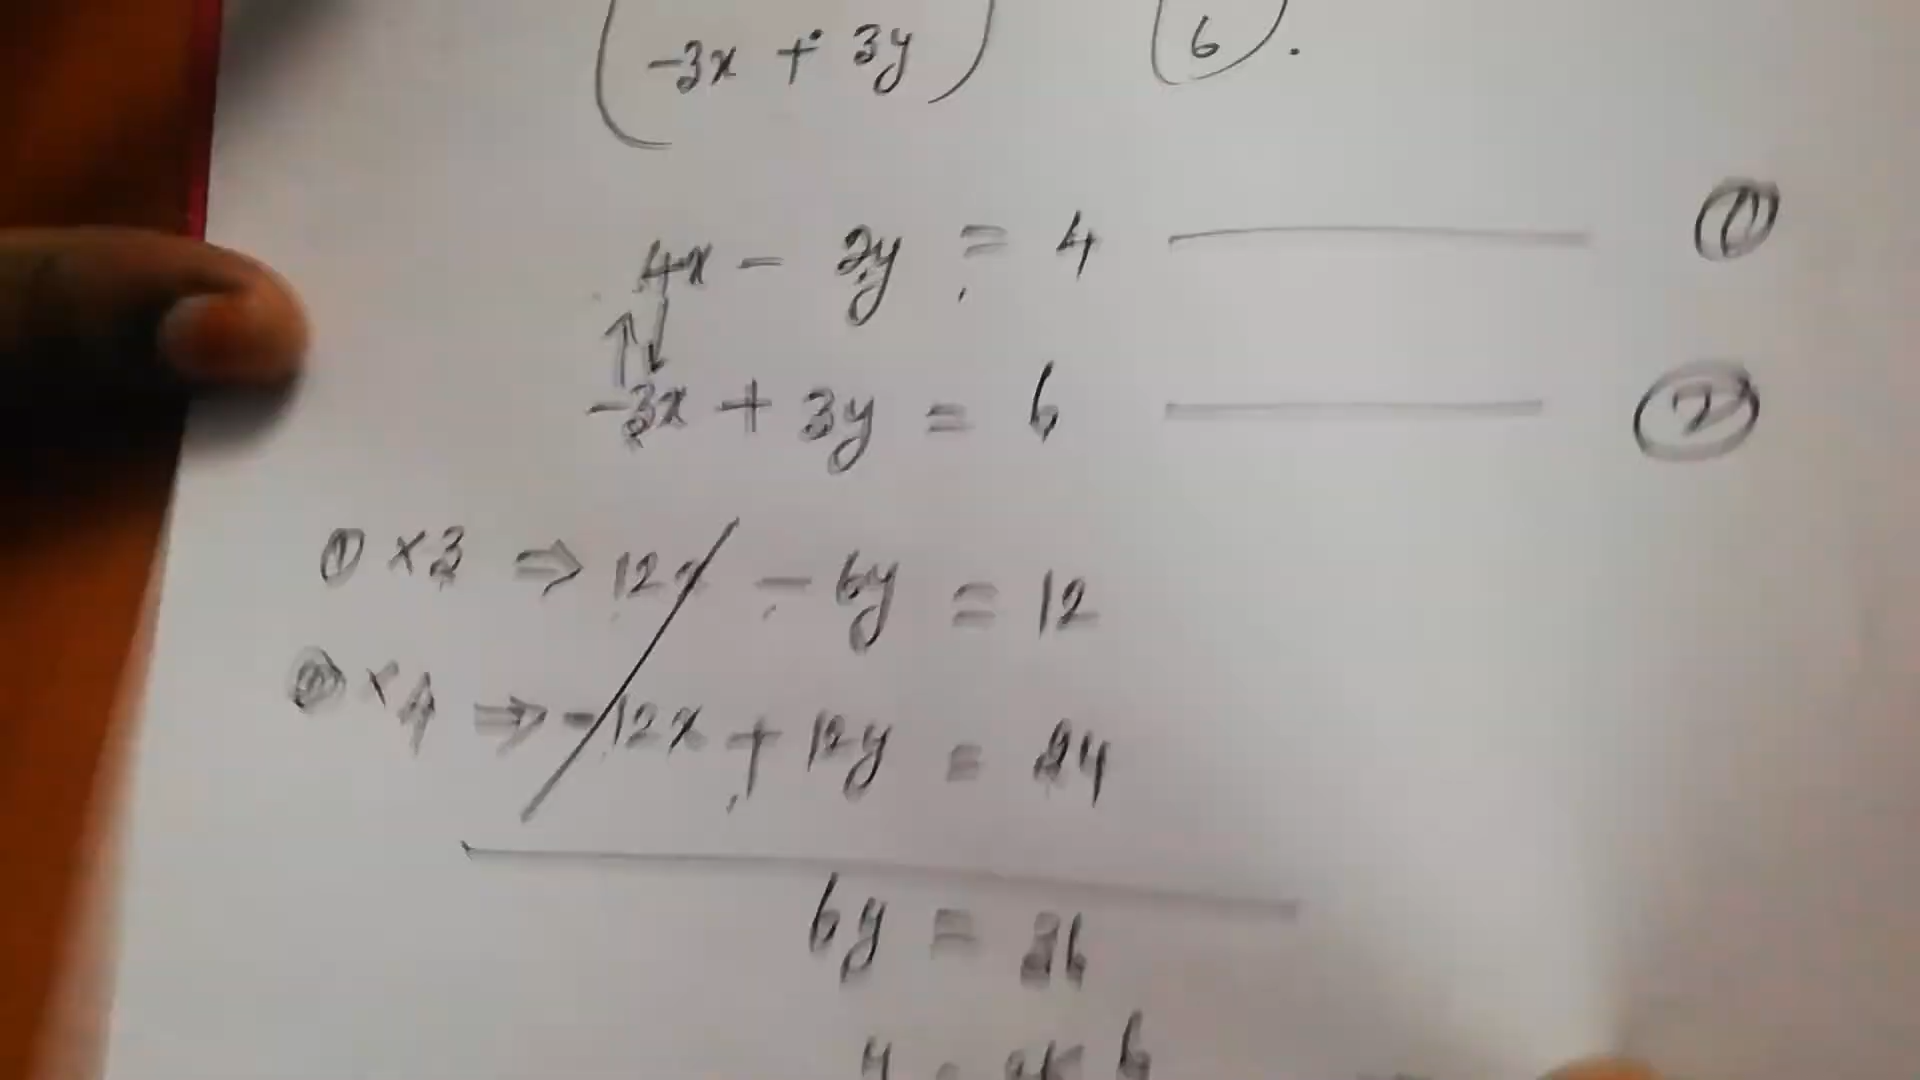 -3x + 3y 6 .
4x - 2y = 4 ①
-3x + 3y = 6 ②
① ×3 ⇒ 12x - 6y = 12
② ×4 ⇒ -12x + 12y = 24
6y = 36